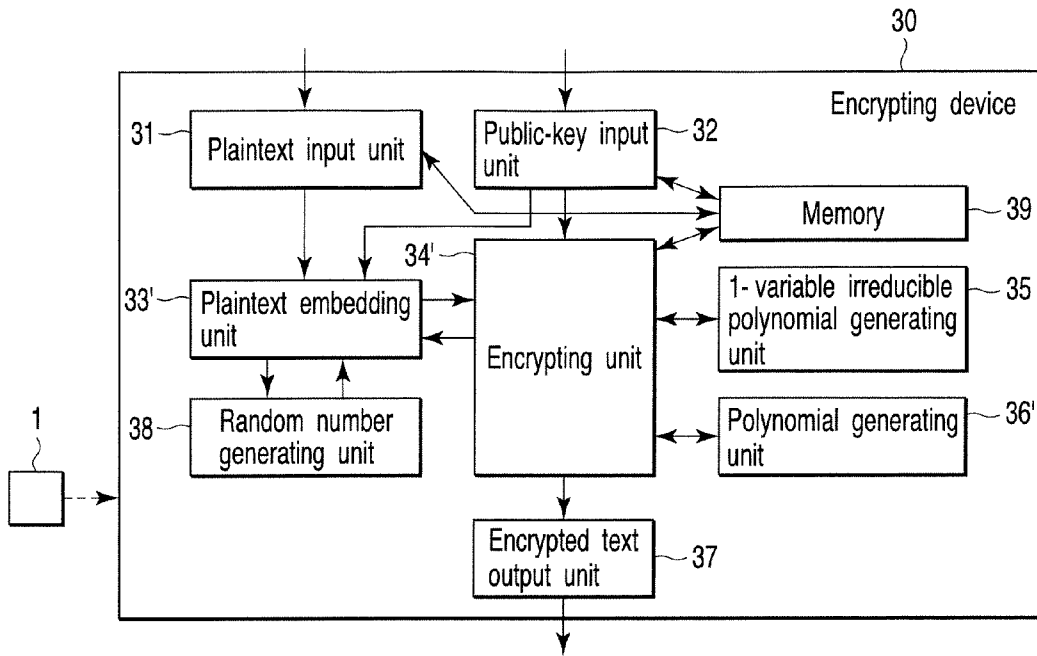 30
Encrypting device
31
Plaintext input unit
Public-key input
unit
32
Memory
39
34'
33'
Plaintext embedding
unit
Encrypting unit
1- variable irreducible
polynomial generating
unit
35
1
38
Random number
generating unit
Polynomial generating
unit
36'
Encrypted text
output unit
37